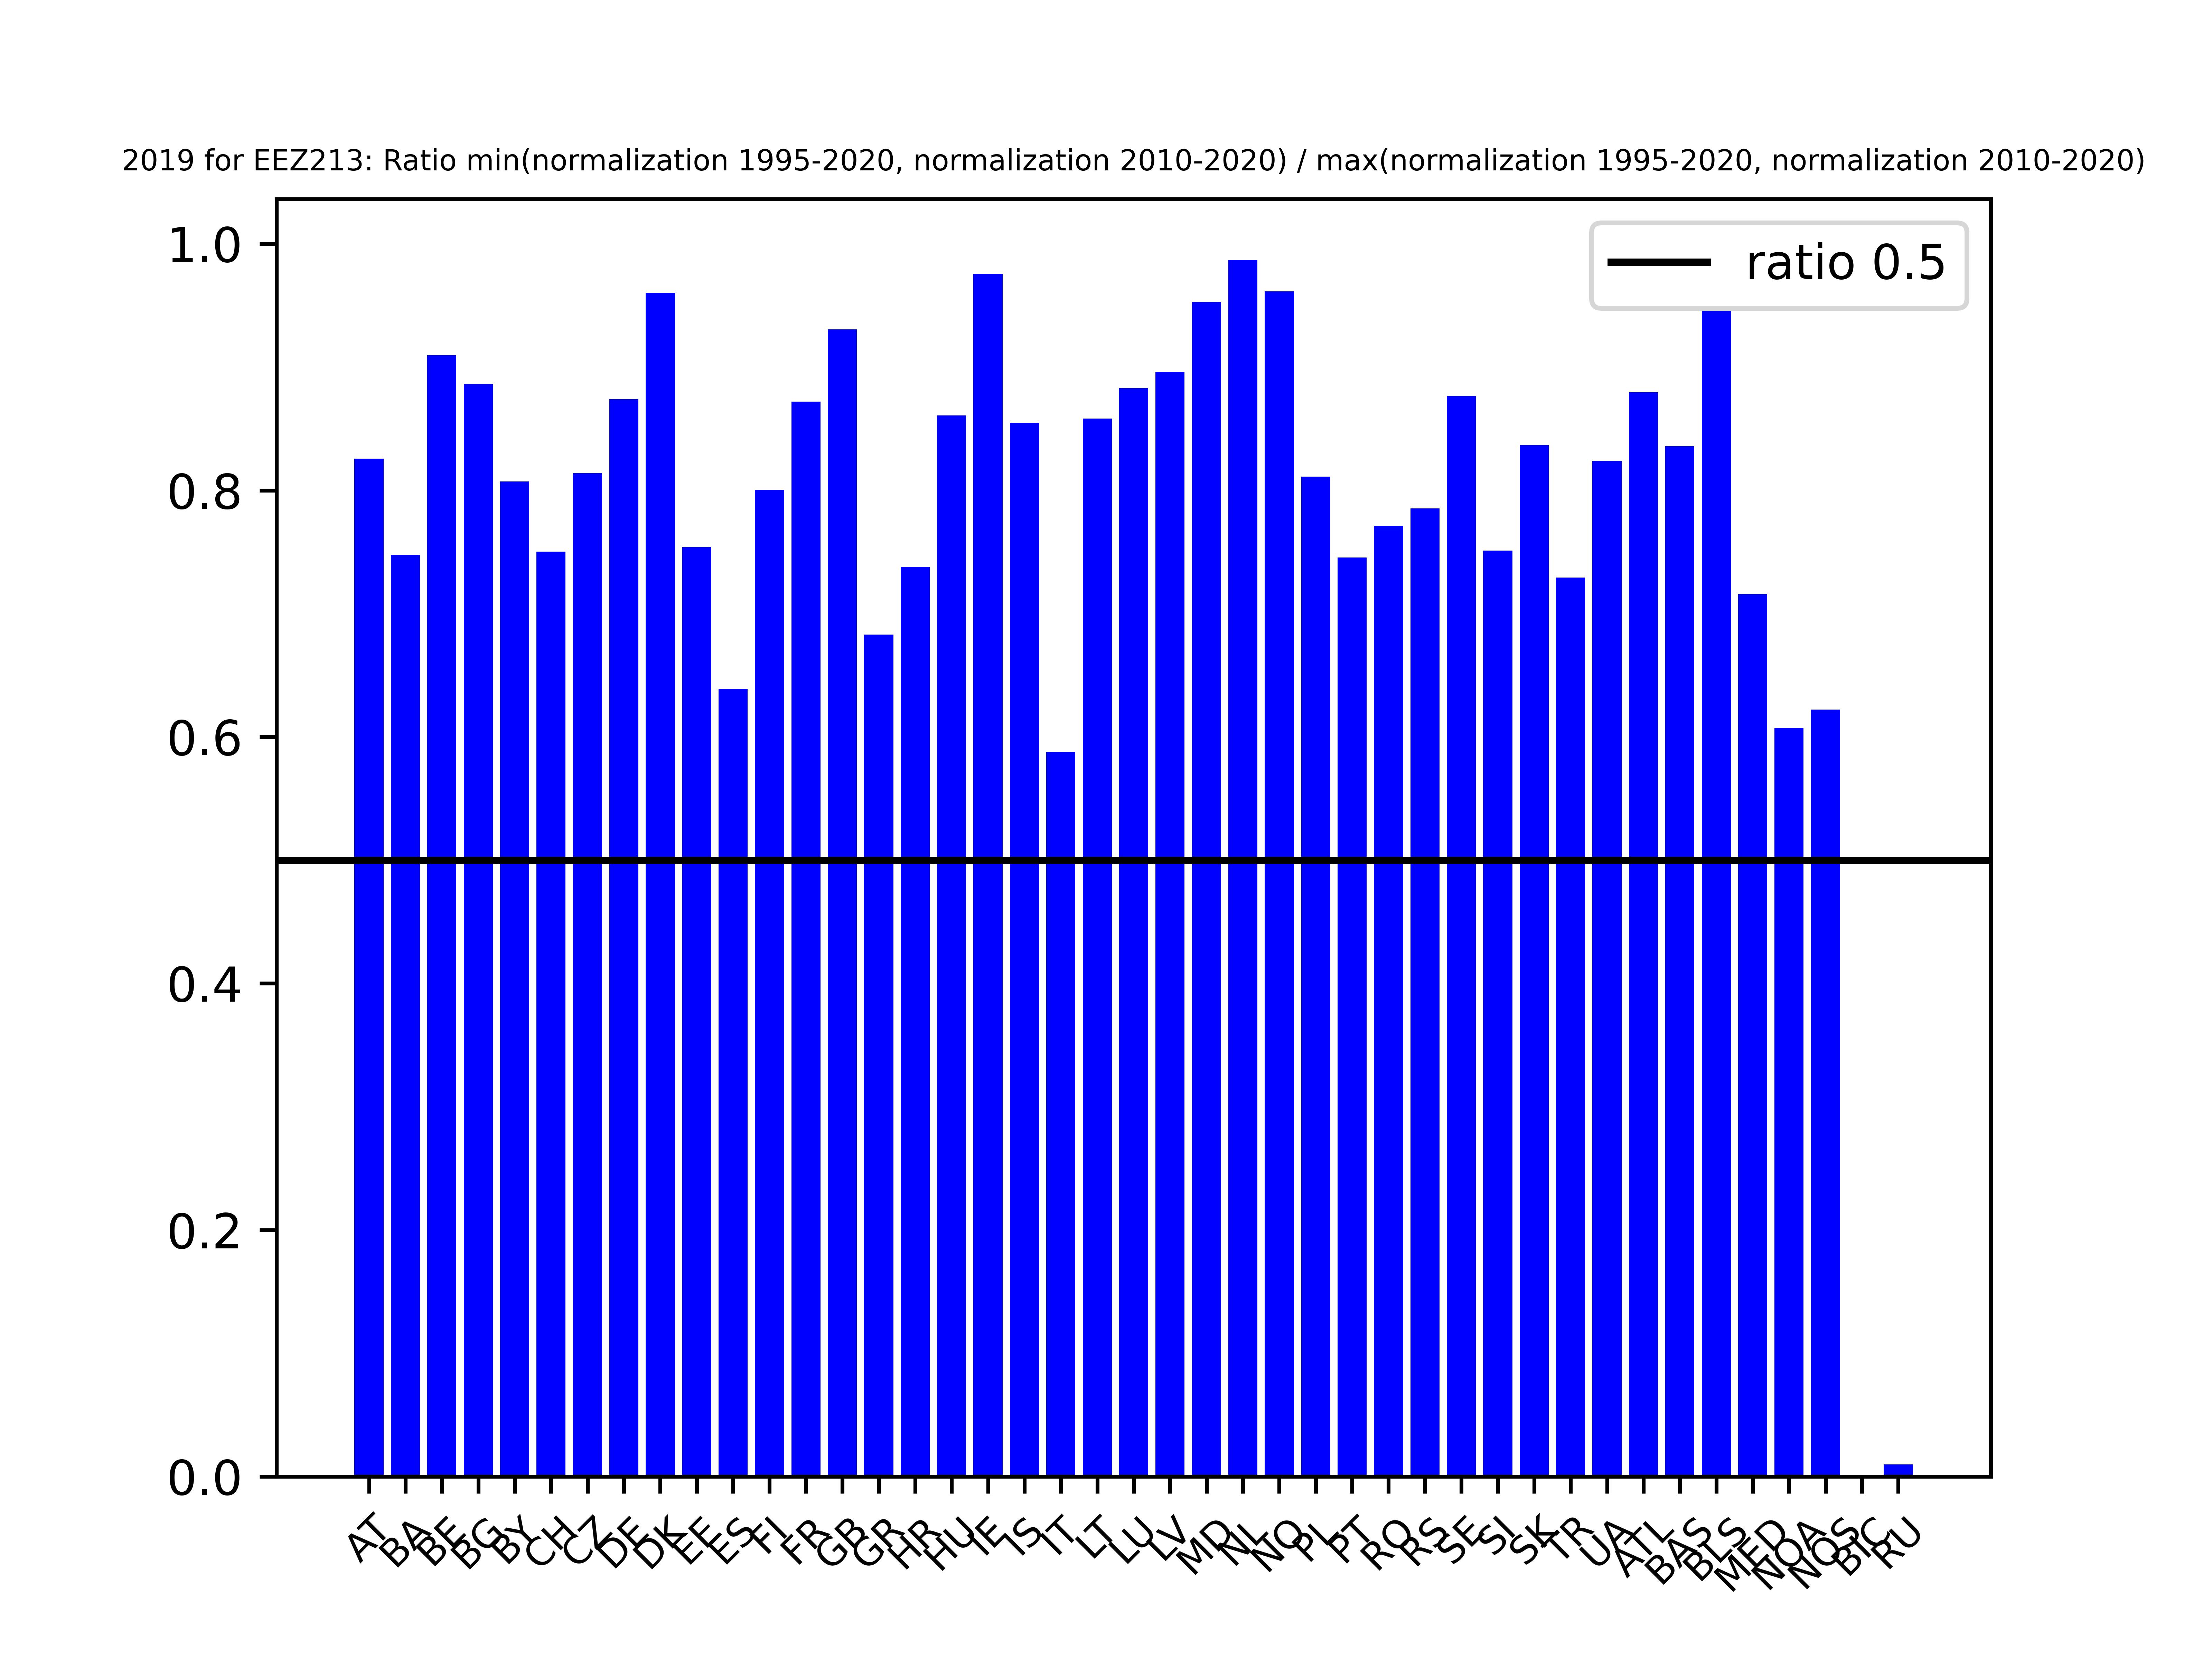 2019 for EEZ213: Ratio min(normalization 1995-2020, normalization 2010-2020) / max(normalization 1995-2020, normalization 2010-2020)
ratio 0.5
1.0
0.8
0.6
0.4
0.2
0.0
AT BA BE BG BY CH CZ DE DK EE ES FI FR GB GR HR HU IE IS IT LT LU LV MD NL NO PL PT RO RS SE SI SK TR UA ATL BAS BTS MED NOA NOS BIC RU